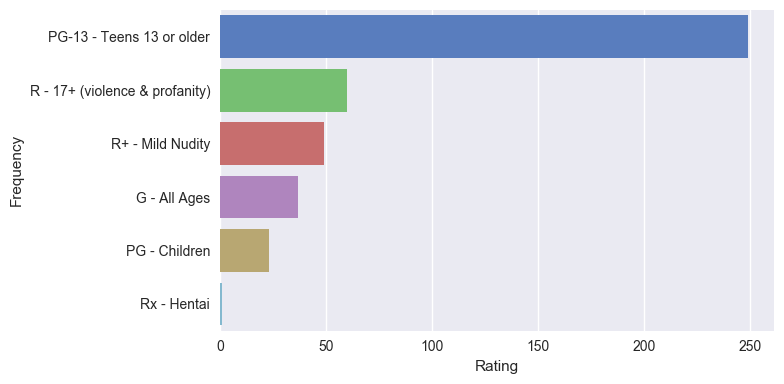 PG-13 - Teens 13 or older
R - 17+ (violence & profanity)
R+ - Mild Nudity
G - All Ages
PG - Children
Rx - Hentai
Frequency
0 50 100 150 200 250
Rating